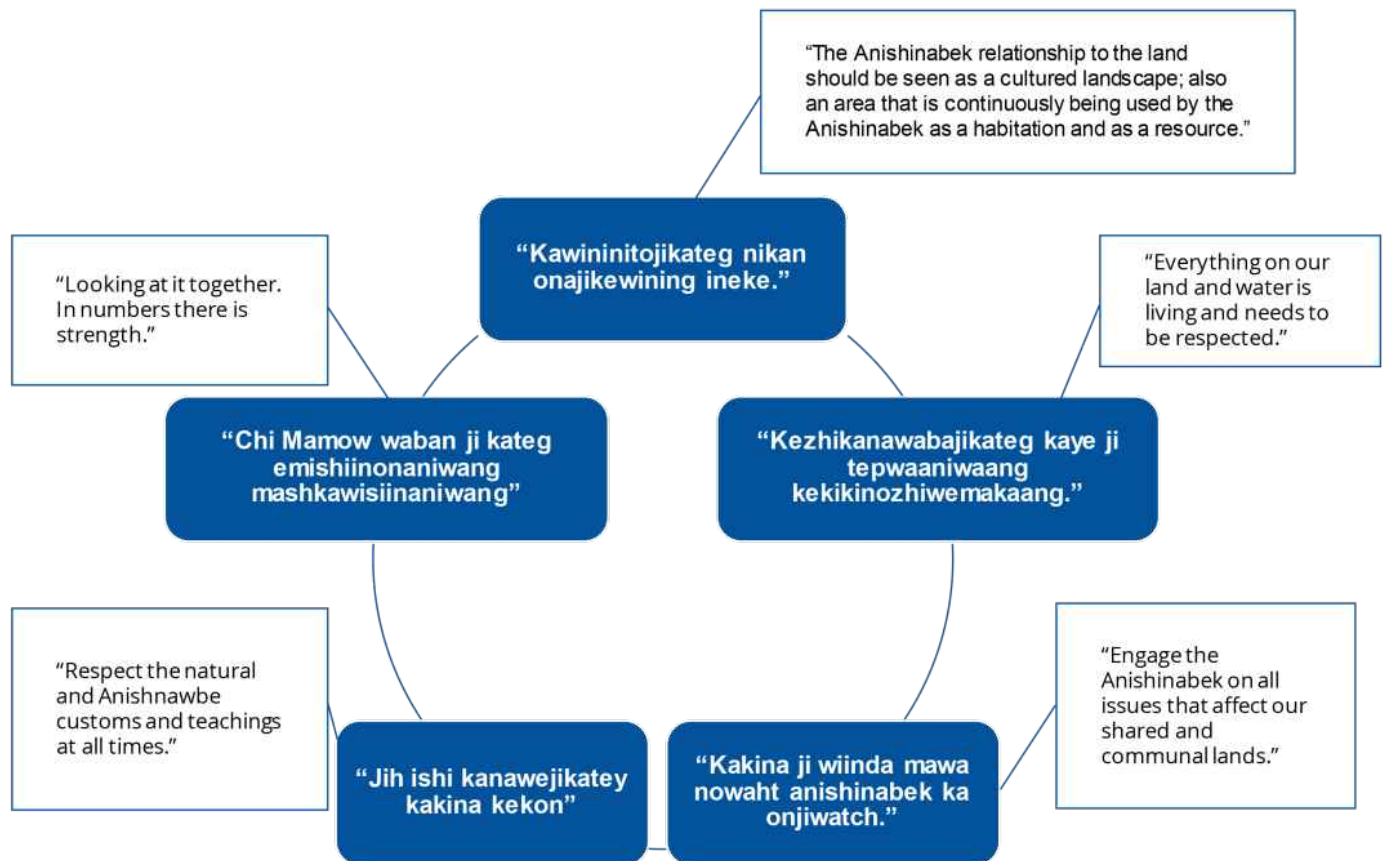 “The Anishinabek relationship to the land
should be seen as a cultured landscape; also
an area that is continuously being used by the
Anishinabek as a habitation and as a resource.”
“Kawininitojikateg nikan
onajikewining ineke.”
“Looking at it together.
In numbers there is
strength.”
“Everything on our
land and water is
living and needs to
be respected.”
“Chi Mamow waban ji kateg
emishiinonaniwang
mashkawisiinaniwang”
“Kezhikanawabajikateg kaye ji
tepwaaniwaang
kekikinozhiwemakaang.”
“Respect the natural
and Anishnawbe
customs and teachings
at all times.”
“Engage the
Anishinabek on all
issues that affect our
shared and
communal lands.”
“Jih ishi kanawejikatey
kakina kekon”
“Kakina ji wiinda mawa
nowaht anishinabek ka
onjiwatch.”